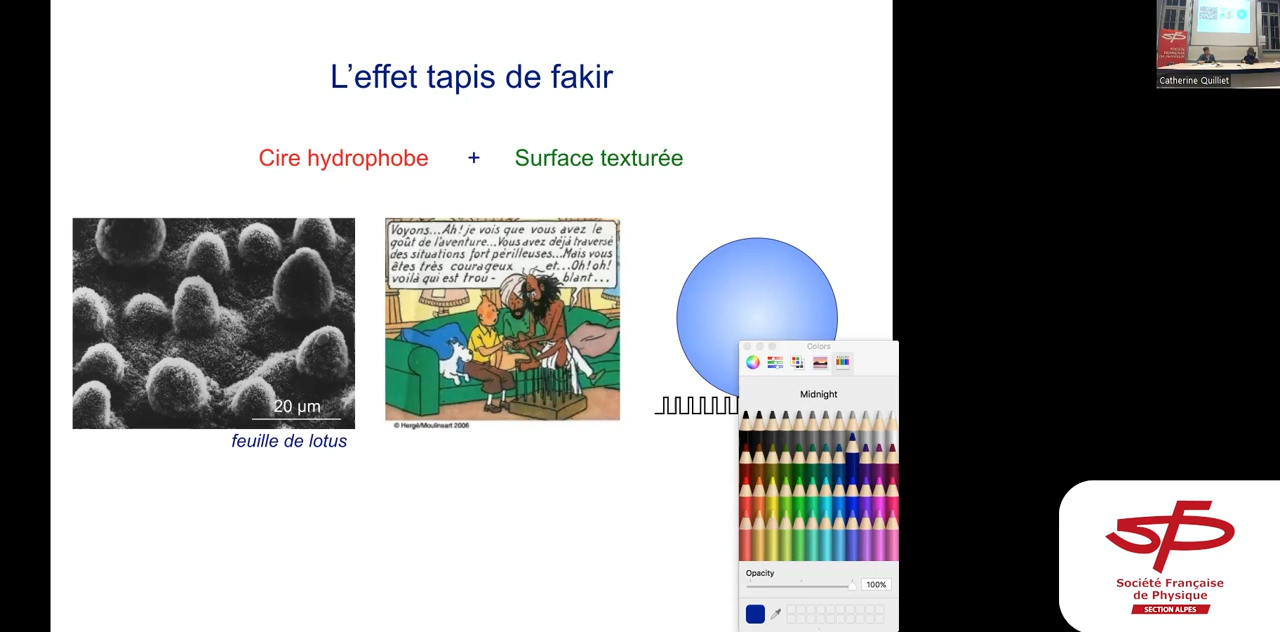 L'effet tapis de fakir
Cire hydrophobe + Surface texturée
Voyons...Ah! je vois que vous avez le
goût de l'aventure...Vous avez déjà traversé
des situations fort périlleuses...Mais vous
êtes très courageux et...Oh! oh!
voilà qui est trou- blant...
20 µm
feuille de lotus
© Hergé/Moulinsart 2006
Colors
Midnight
Opacity
100%
Catherine Quilliet
sfp
Société Française
de Physique
SECTION ALPES